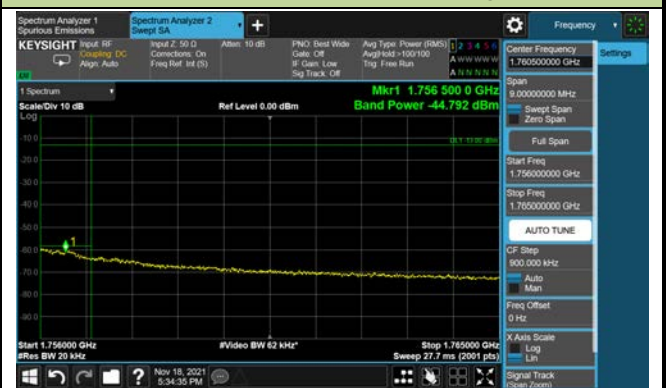 Spectrum Analyzer 1
Spurious Emissions
Spectrum Analyzer 2
Swept SA
Frequency
KEYSIGHT
Input: RF
Coupling: DC
Align: Auto
Input Z: 50 Ω
Corrections: On
Freq Ref: Int (S)
Atten: 10 dB
PNO: Best Wide
Gate: Off
IF Gain: Low
Sig Track: Off
Avg Type: Power (RMS)
Avg|Hold:>100/100
Trig: Free Run
1 2 3 4 5 6
A W W W W W
A N N N N N
1 Spectrum
Scale/Div 10 dB
Log
Ref Level 0.00 dBm
Mkr1 1.756 500 0 GHz
Band Power -44.792 dBm
DL1 -13.00 dBm
-10.0
-20.0
-30.0
-40.0
-50.0
-60.0
-70.0
-80.0
-90.0
1
Start 1.756000 GHz
#Res BW 20 kHz
#Video BW 62 kHz*
Stop 1.765000 GHz
Sweep 27.7 ms (2001 pts)
Center Frequency
1.760500000 GHz
Settings
Span
9.00000000 MHz
Swept Span
Zero Span
Full Span
Start Freq
1.756000000 GHz
Stop Freq
1.765000000 GHz
AUTO TUNE
CF Step
900.000 kHz
Auto
Man
Freq Offset
0 Hz
X Axis Scale
Log
Lin
Signal Track
(Span Zoom)
Nov 18, 2021
5:34:35 PM